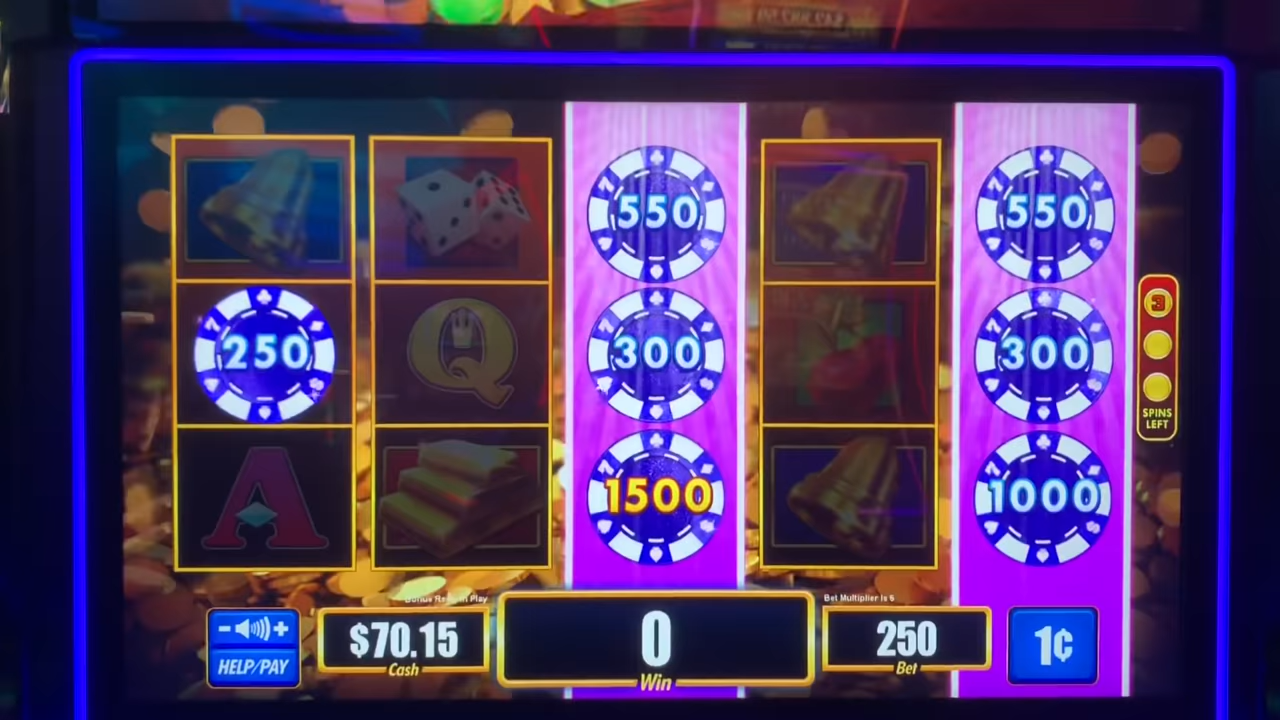 550
550
250
300
300
1500
1000
A
Q
3
SPINS
LEFT
Bet Multiplier is 5
- +
HELP/PAY
$70.15
Cash
0
Win
250
Bet
1¢